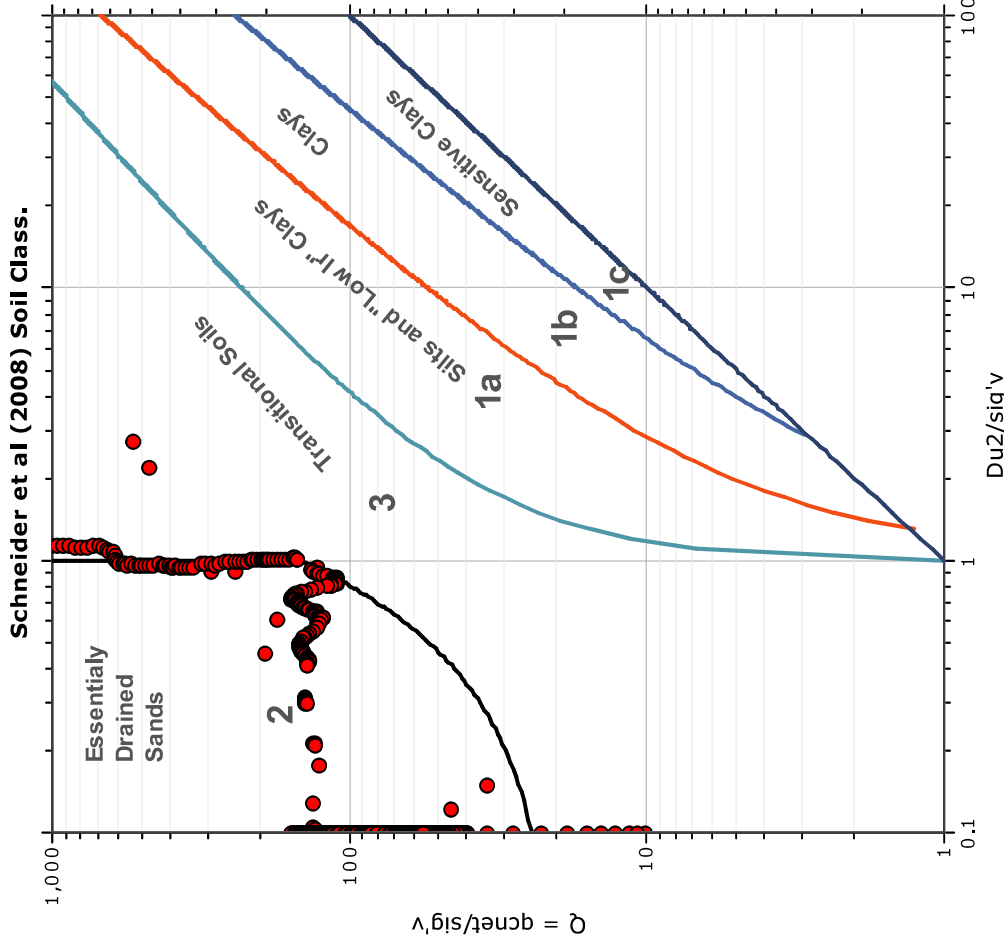 Schneider et al (2008) Soil Class.
Essentialy
Drained
Sands
Transitional Soils
Silts and "Low Ir" Clays
Clays
Sensitive Clays
2
3
1a
1b
1c
1,000
100
10
1
0.1
1
10
100
Q = qcnet/sig'v
Du2/sig'v